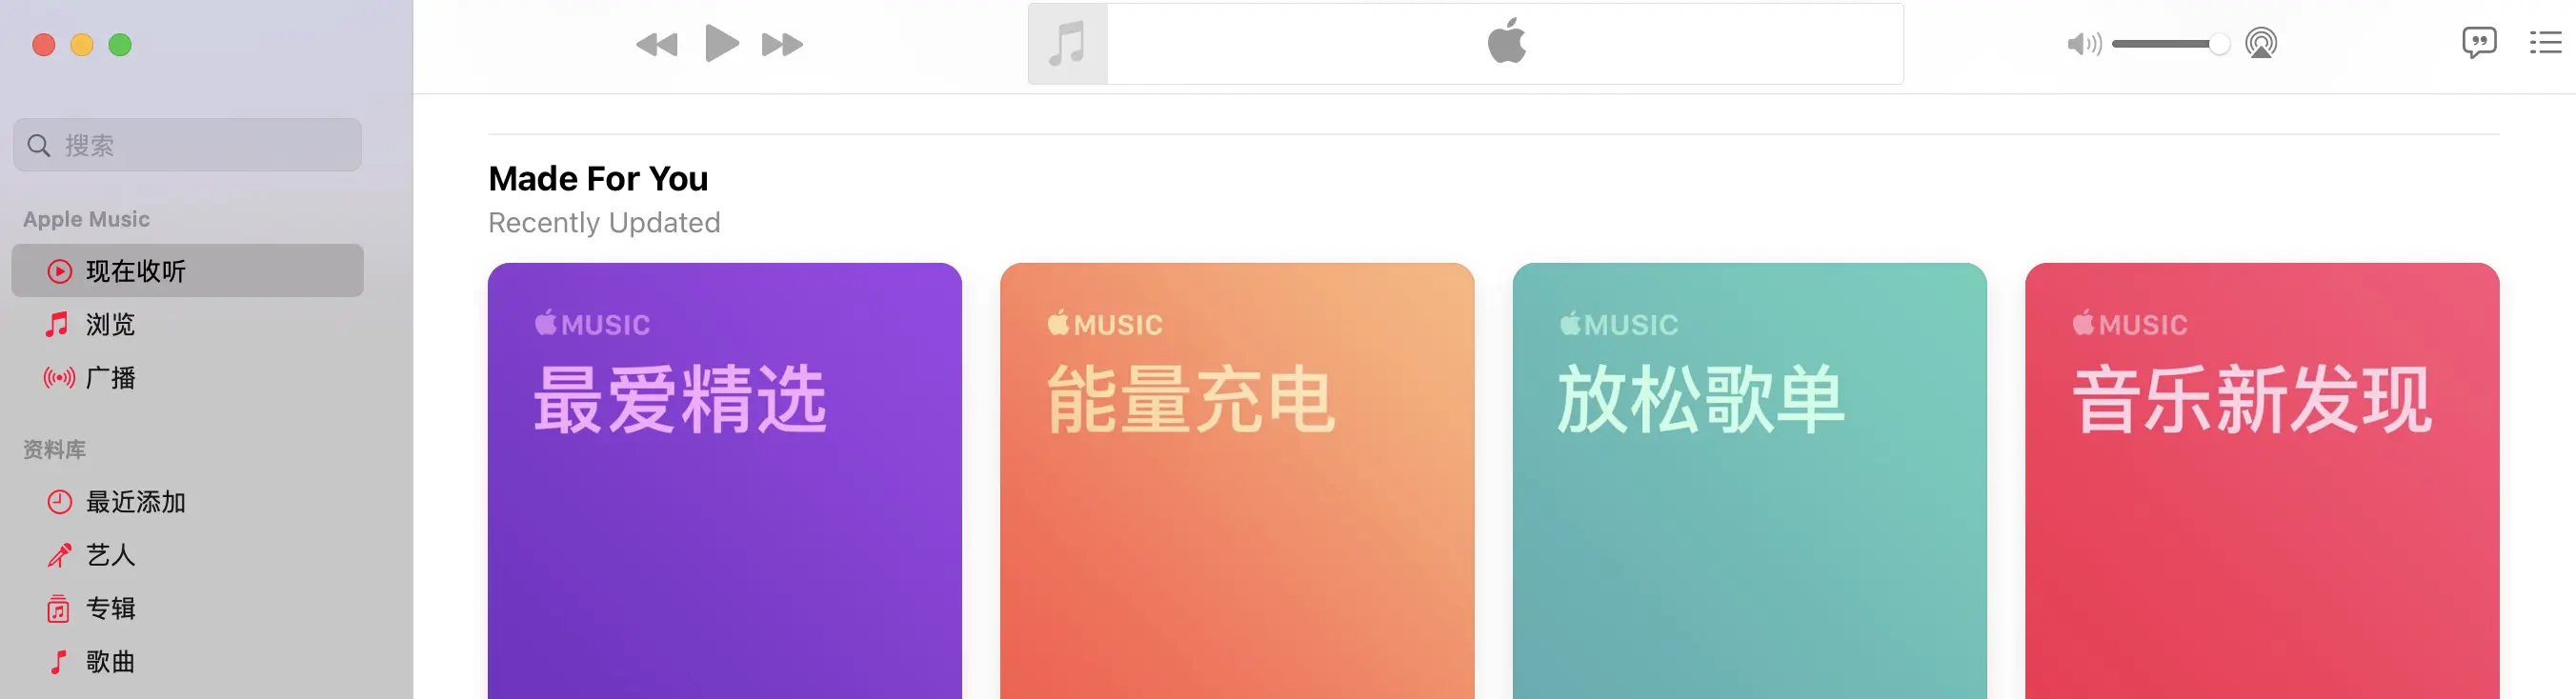 搜索
Apple Music
现在收听
浏览
广播
资料库
最近添加
艺人
专辑
歌曲
Made For You
Recently Updated
MUSIC
最爱精选
MUSIC
能量充电
MUSIC
放松歌单
MUSIC
音乐新发现